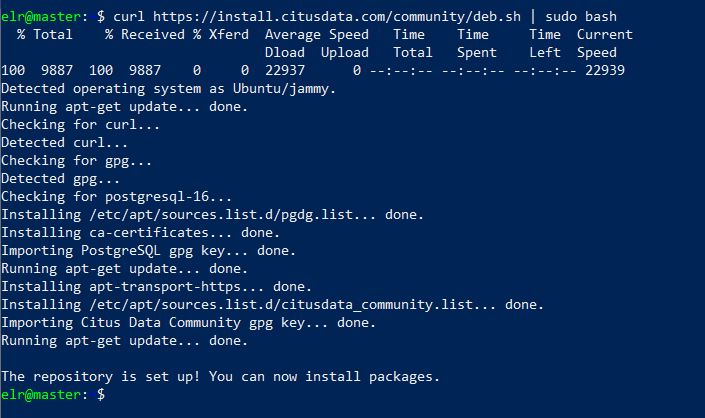 elr@master: $ curl https://install.citusdata.com/community/deb.sh | sudo bash
  % Total    % Received % Xferd  Average Speed   Time    Time     Time  Current
                                 Dload  Upload   Total   Spent    Left  Speed
100  9887  100  9887    0     0  22937      0 --:--:-- --:--:-- --:--:-- 22939
Detected operating system as Ubuntu/jammy.
Running apt-get update... done.
Checking for curl...
Detected curl...
Checking for gpg...
Detected gpg...
Checking for postgresql-16...
Installing /etc/apt/sources.list.d/pgdg.list... done.
Installing ca-certificates... done.
Importing PostgreSQL gpg key... done.
Running apt-get update... done.
Installing apt-transport-https... done.
Installing /etc/apt/sources.list.d/citusdata_community.list... done.
Importing Citus Data Community gpg key... done.
Running apt-get update... done.

The repository is set up! You can now install packages.
elr@master: $